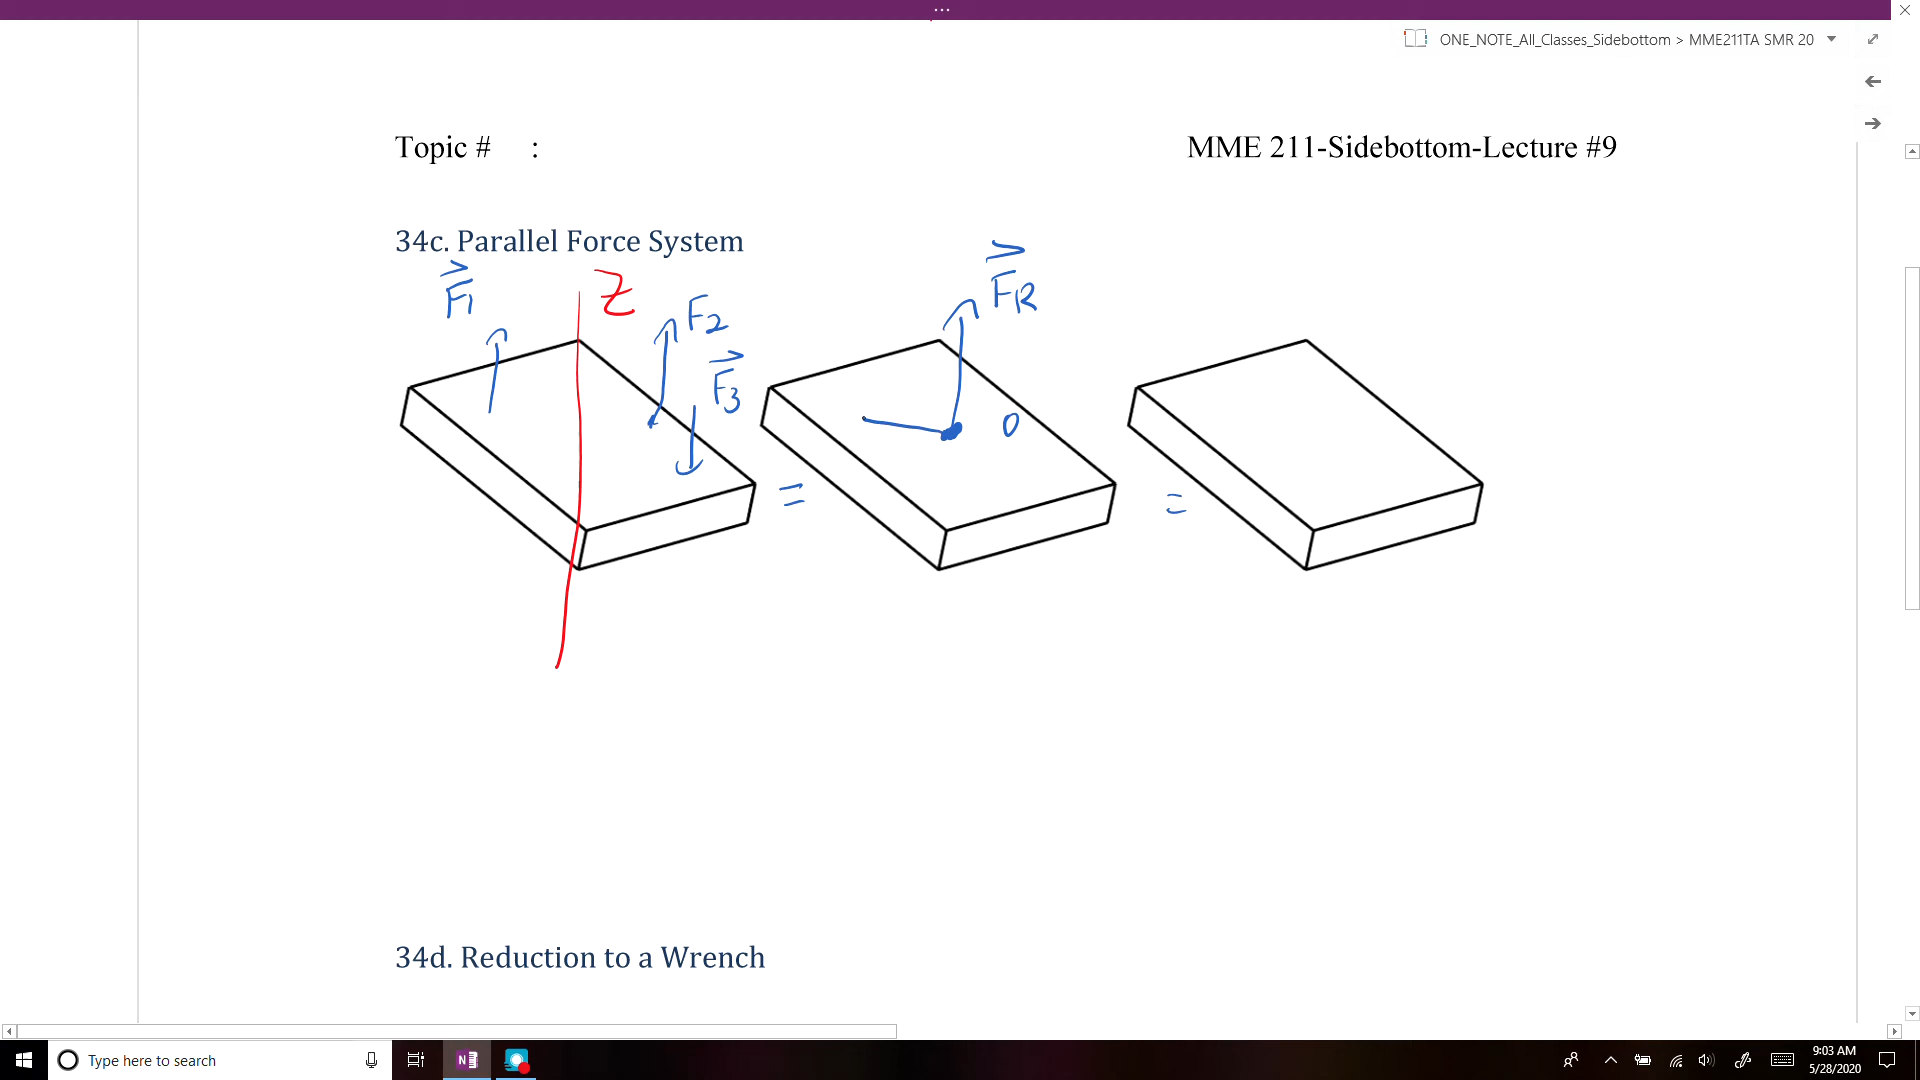 ...
ONE_NOTE_All_Classes_Sidebottom > MME211TA SMR 20
Topic # :
MME 211-Sidebottom-Lecture #9
34c. Parallel Force System
F1
Z
F2
F3
=
FR
O
=
34d. Reduction to a Wrench
Type here to search
N
9:03 AM
5/28/2020